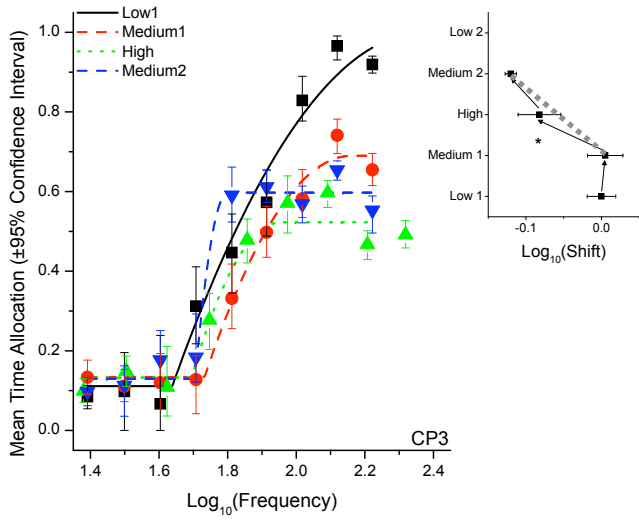 Low1
Medium1
High
Medium2
1.0
0.8
0.6
0.4
0.2
0.0
Mean Time Allocation (±95% Confidence Interval)
CP3
1.4 1.6 1.8 2.0 2.2 2.4
Log10(Frequency)
Low 2
Medium 2
High
Medium 1
Low 1
*
-0.1 0.0
Log10(Shift)